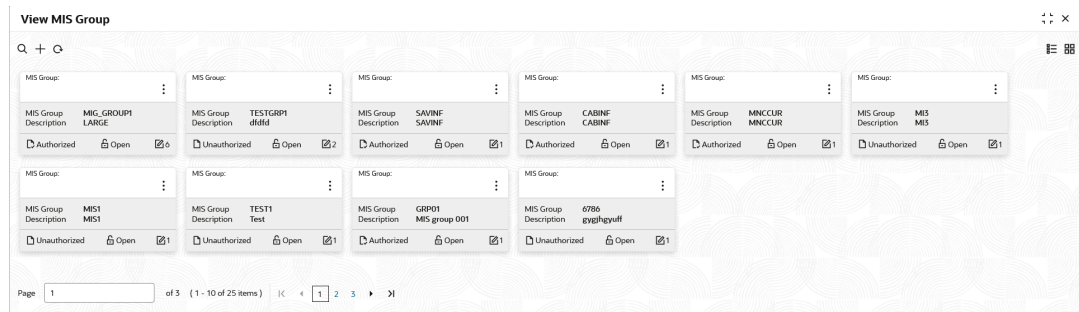 View MIS Group
MIS Group:
MIS Group MIG_GROUP1
Description LARGE
Authorized Open 6
MIS Group:
MIS Group TESTGRP1
Description dfdfd
Unauthorized Open 2
MIS Group:
MIS Group SAVINF
Description SAVINF
Authorized Open 1
MIS Group:
MIS Group CABINF
Description CABINF
Authorized Open 1
MIS Group:
MIS Group MNCCUR
Description MNCCUR
Authorized Open 1
MIS Group:
MIS Group MI3
Description MI3
Unauthorized Open 1
MIS Group:
MIS Group MIS1
Description MIS1
Unauthorized Open 1
MIS Group:
MIS Group TEST1
Description Test
Unauthorized Open 1
MIS Group:
MIS Group GRP01
Description MIS group 001
Authorized Open 1
MIS Group:
MIS Group 6786
Description gygjhgyuff
Unauthorized Open 1
Page 1 of 3 (1 - 10 of 25 items) 1 2 3